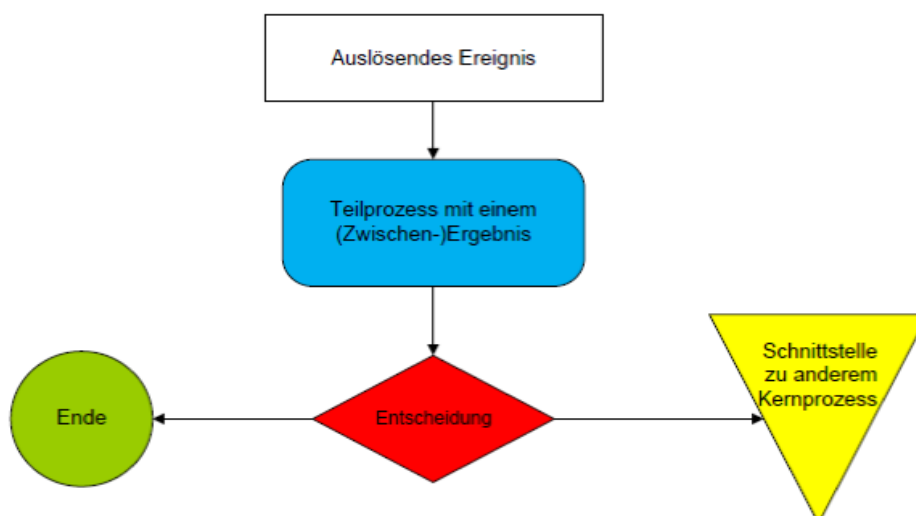 Auslösendes Ereignis
Teilprozess mit einem
(Zwischen-)Ergebnis
Ende
Entscheidung
Schnittstelle
zu anderem
Kernprozess